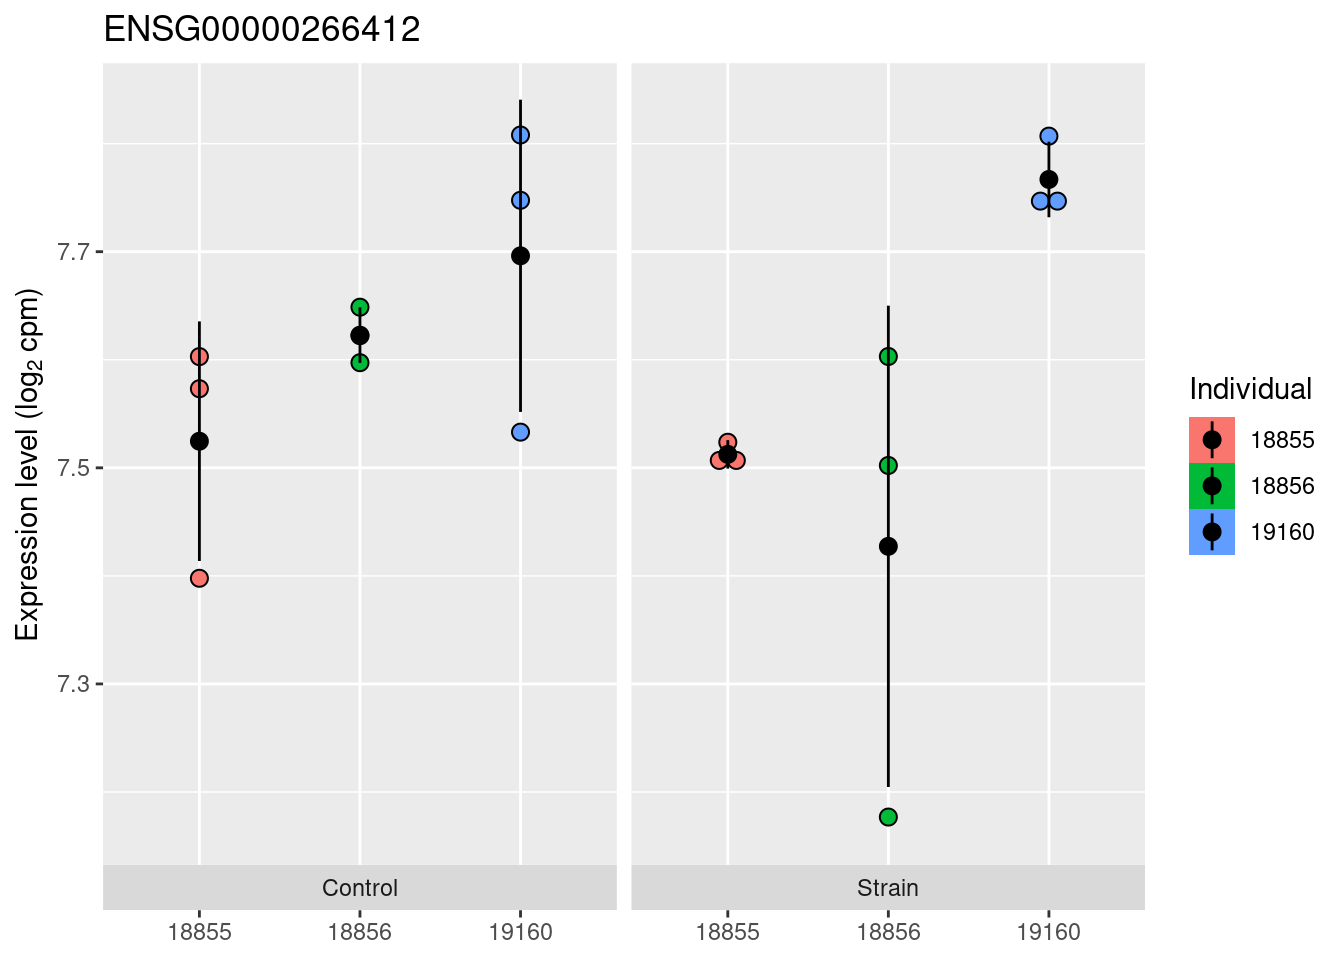 ENSG00000266412
Expression level (log₂ cpm)
7.7
7.5
7.3
Control
Strain
18855
18856
19160
18855
18856
19160
Individual
18855
18856
19160